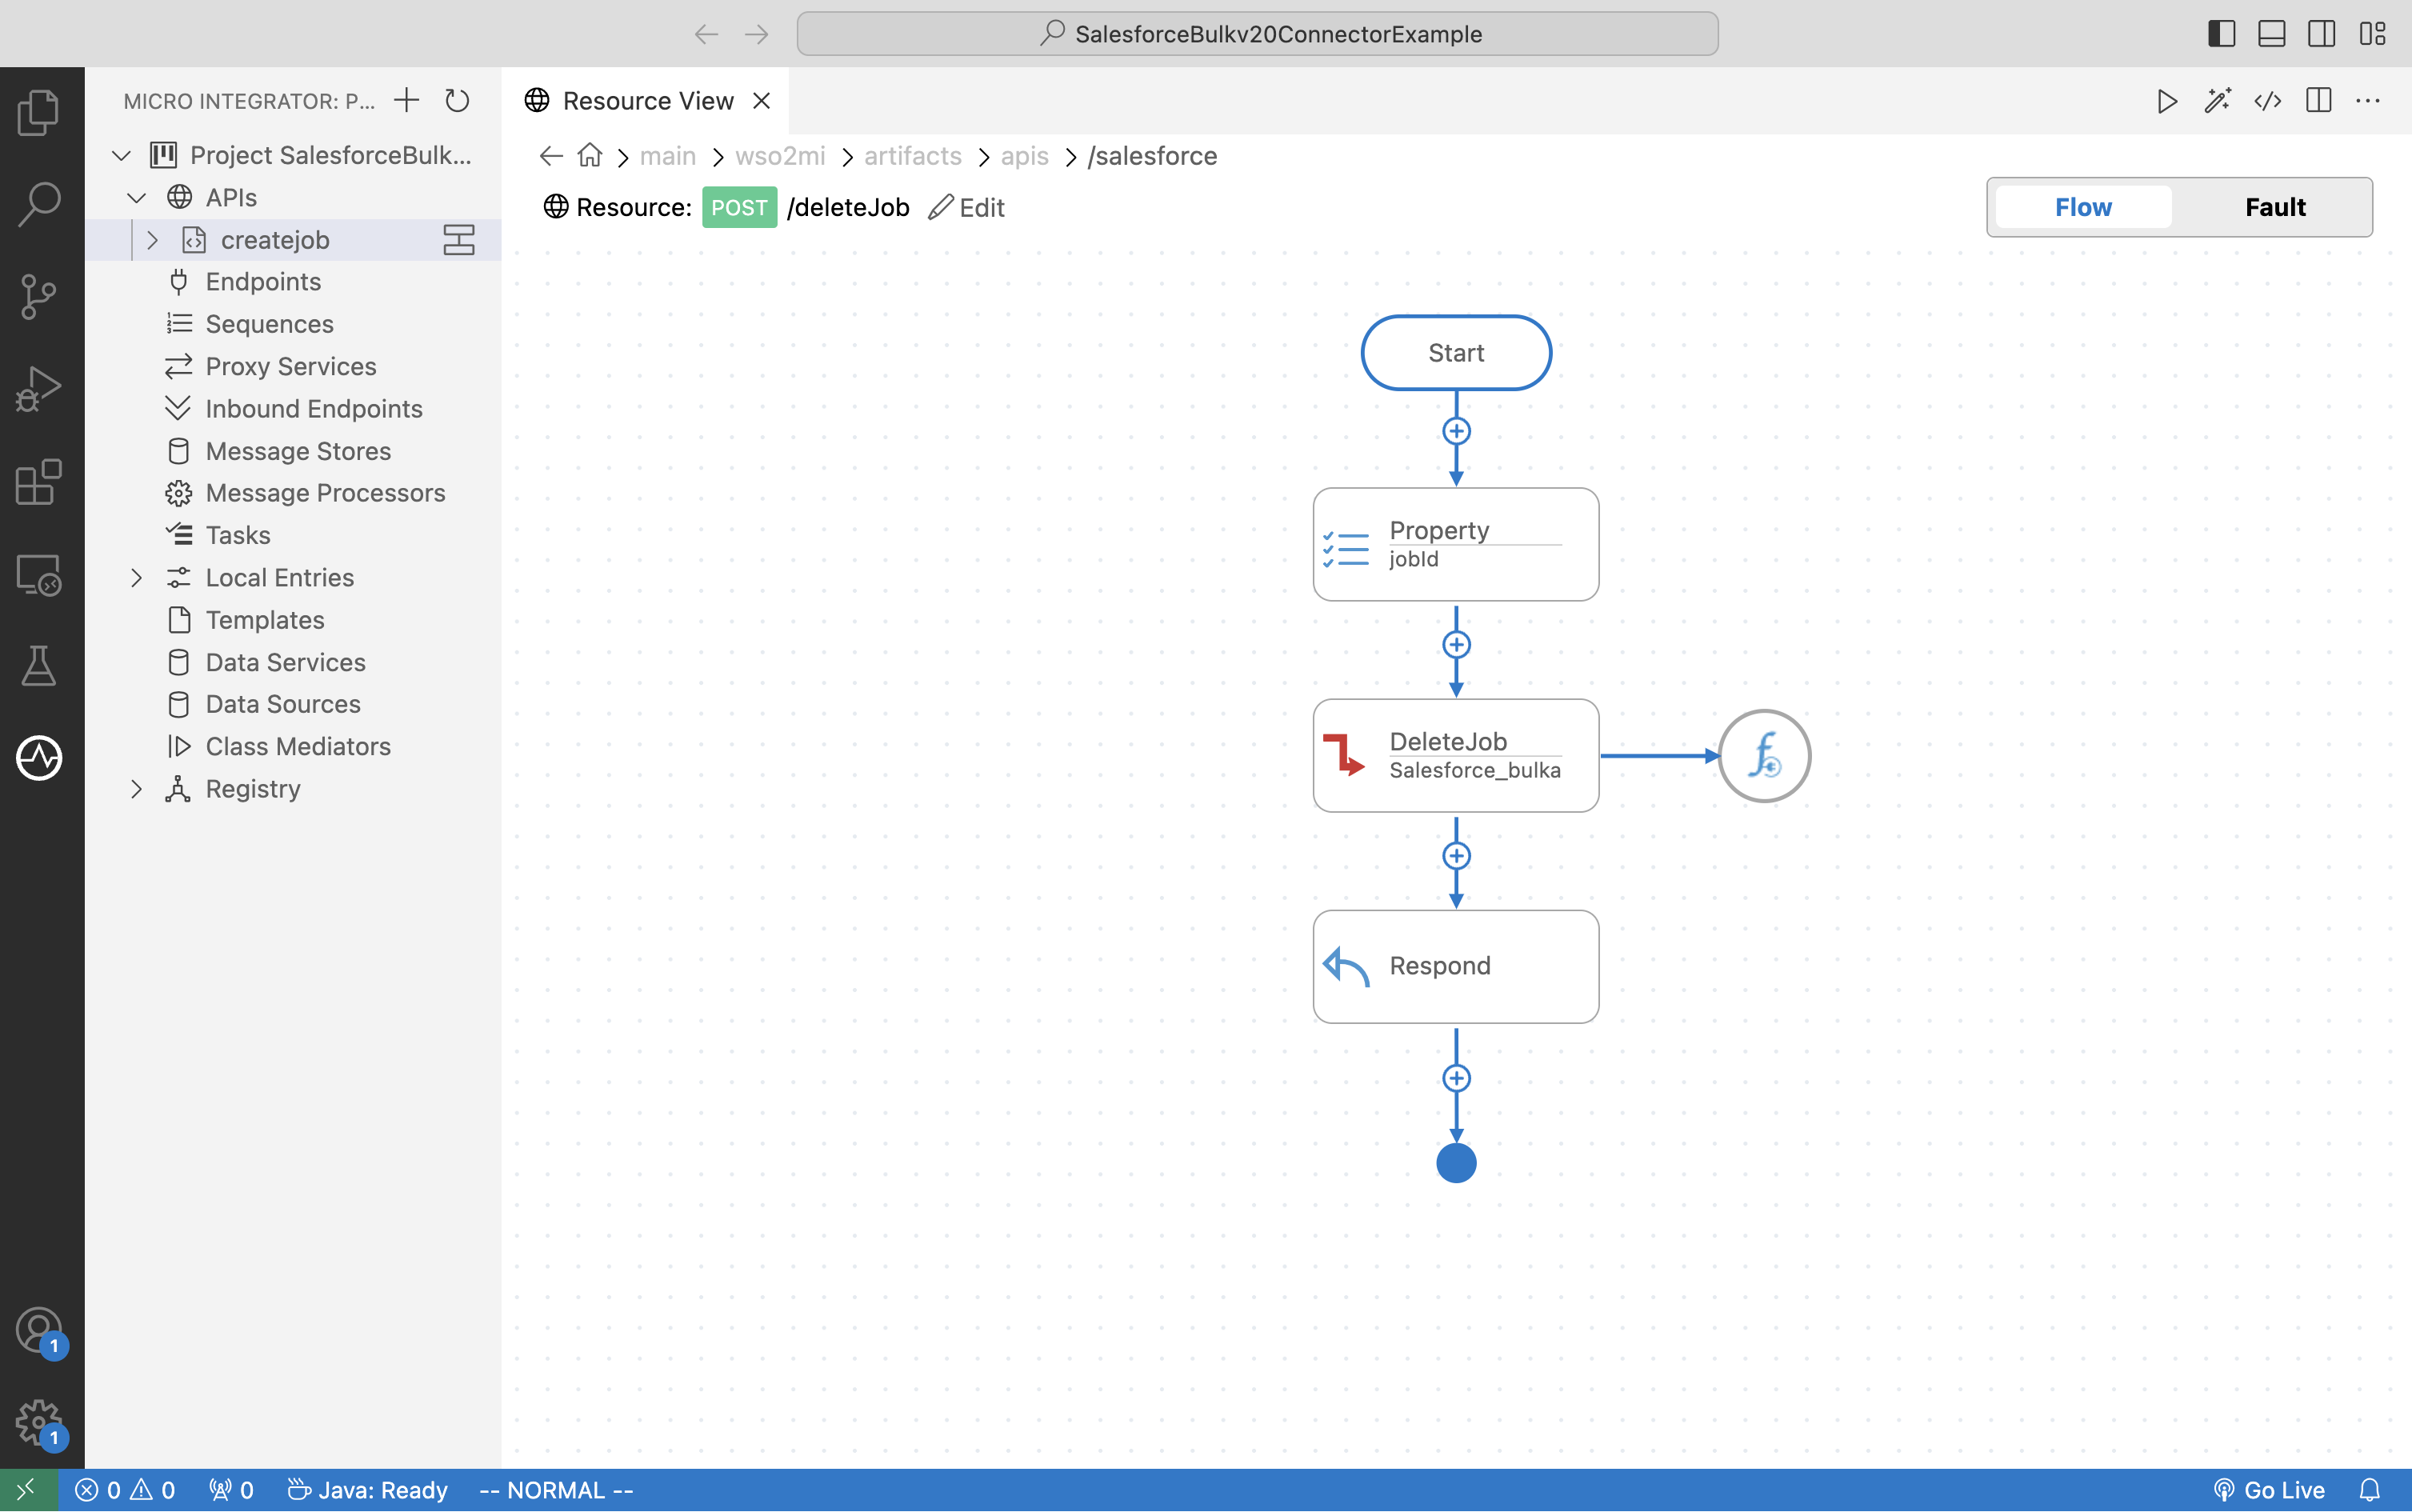 SalesforceBulkv20ConnectorExample
MICRO INTEGRATOR: P...
Resource View
Project SalesforceBulk...
APIs
createjob
Endpoints
Sequences
Proxy Services
Inbound Endpoints
Message Stores
Message Processors
Tasks
Local Entries
Templates
Data Services
Data Sources
Class Mediators
Registry
main > wso2mi > artifacts > apis > /salesforce
Resource: POST /deleteJob Edit
Flow Fault
Start
Property
jobId
DeleteJob
Salesforce_bulka
Respond
1
1
0 0 0 Java: Ready -- NORMAL -- Go Live